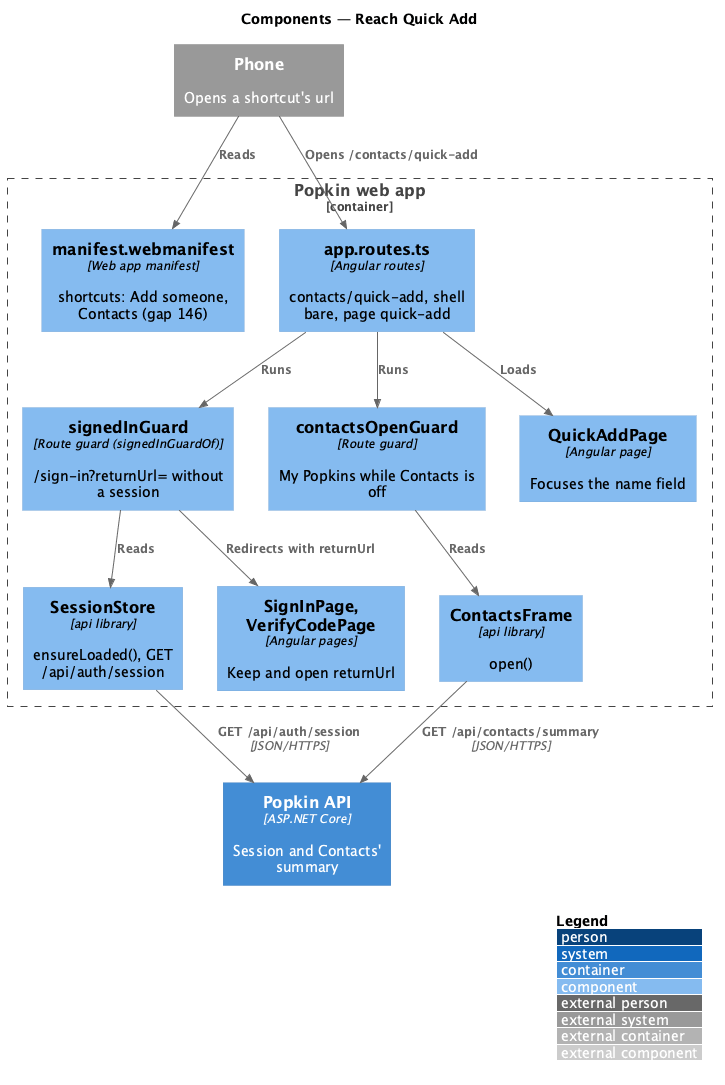 Components — Reach Quick Add
Phone
Opens a shortcut's url
Reads
Opens /contacts/quick-add
Popkin web app
[container]
manifest.webmanifest
[Web app manifest]
shortcuts: Add someone,
Contacts (gap 146)
app.routes.ts
[Angular routes]
contacts/quick-add, shell
bare, page quick-add
Runs
Runs
Loads
signedInGuard
[Route guard (signedInGuardOf)]
/sign-in?returnUrl= without
a session
contactsOpenGuard
[Route guard]
My Popkins while Contacts is
off
QuickAddPage
[Angular page]
Focuses the name field
Reads
Redirects with returnUrl
Reads
SessionStore
[api library]
ensureLoaded(), GET
/api/auth/session
SignInPage,
VerifyCodePage
[Angular pages]
Keep and open returnUrl
ContactsFrame
[api library]
open()
GET /api/auth/session
[JSON/HTTPS]
GET /api/contacts/summary
[JSON/HTTPS]
Popkin API
[ASP.NET Core]
Session and Contacts'
summary
Legend
person
system
container
component
external person
external system
external container
external component